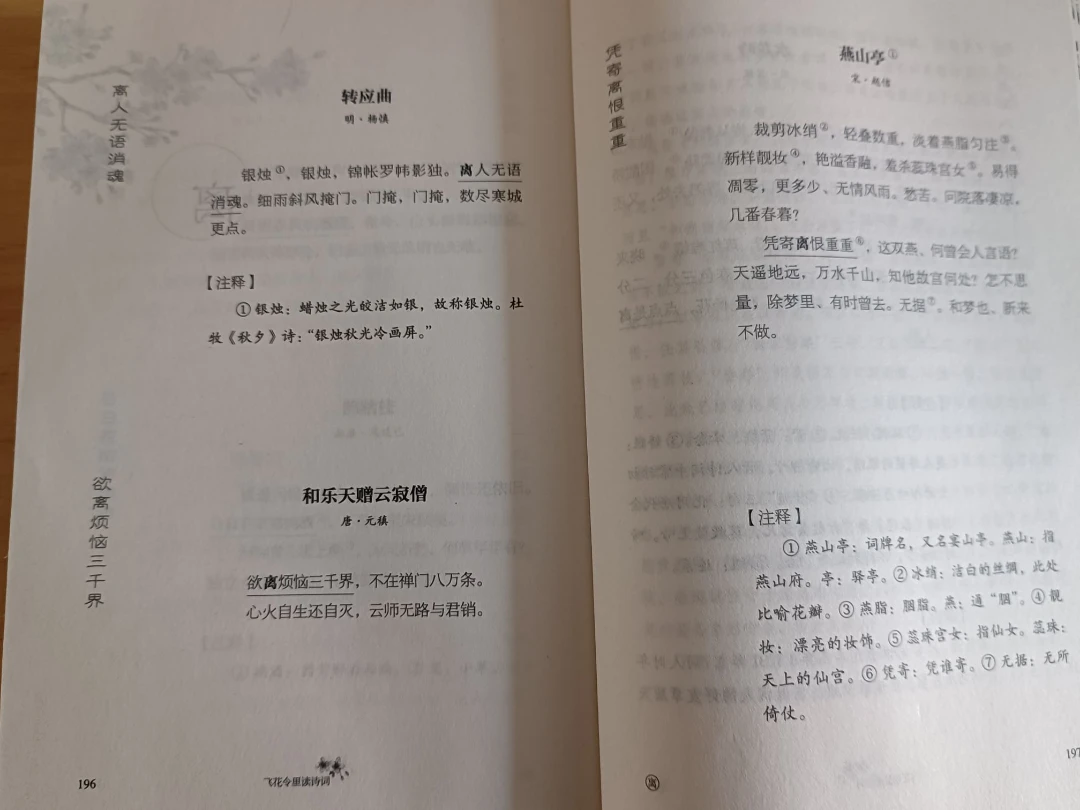 离人无语消魂
转应曲
明·杨慎
银烛①、银烛、锦帐罗帏影独。离人无语
消魂。细雨斜风掩门。门掩，门掩，数尽寒城
更点。
【注释】
①银烛：蜡烛之光皎洁如银，故称银烛。杜
牧《秋夕》诗：“银烛秋光冷画屏。”
欲离烦恼三千界
和乐天赠云寂僧
唐·元稹
欲离烦恼三千界，不在禅门八万条。
心火自生还自灭，云师无路与君销。
196
飞花令里读诗词
凭寄离恨重重
燕山亭①
宋·赵佶
裁剪冰绡②，轻叠数重，淡着燕脂匀注③。
新样靓妆④，艳溢香融，羞杀蕊珠宫女⑤。易得
凋零，更多少、无情风雨。愁苦。问院落凄凉，
几番春暮？
凭寄离恨重重⑥，这双燕、何曾会人言语？
天遥地远，万水千山，知他故宫何处？怎不思
量，除梦里、有时曾去。无据⑦。和梦也、新来
不做。
【注释】
①燕山亭：词牌名，又名宴山亭。燕山：指
燕山府。亭：驿亭。②冰绡：洁白的丝绸，此处
比喻花瓣。③燕脂：胭脂。燕：通“胭”。④靓
妆：漂亮的妆饰。⑤蕊珠宫女：指仙女。蕊珠：
天上的仙宫。⑥凭寄：凭谁寄。⑦无据：无所
倚仗。
离
197